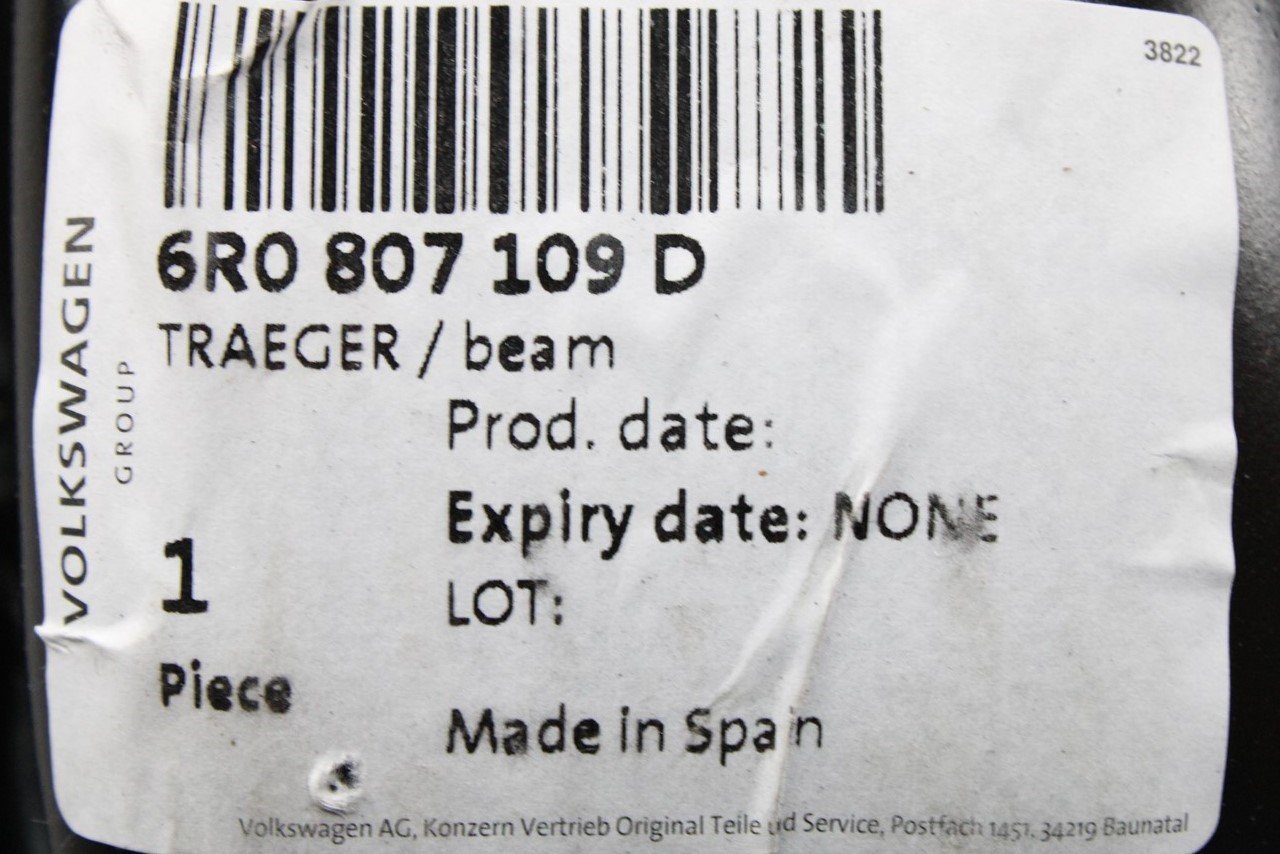 3822
6R0 807 109 D
TRAEGER / beam
Prod. date:
Expiry date: NONE
LOT:
1
Piece
Made in Spain
VOLKSWAGEN
GROUP
Volkswagen AG, Konzern Vertrieb Original Teile ud Service, Postfach 1451, 34219 Baunatal